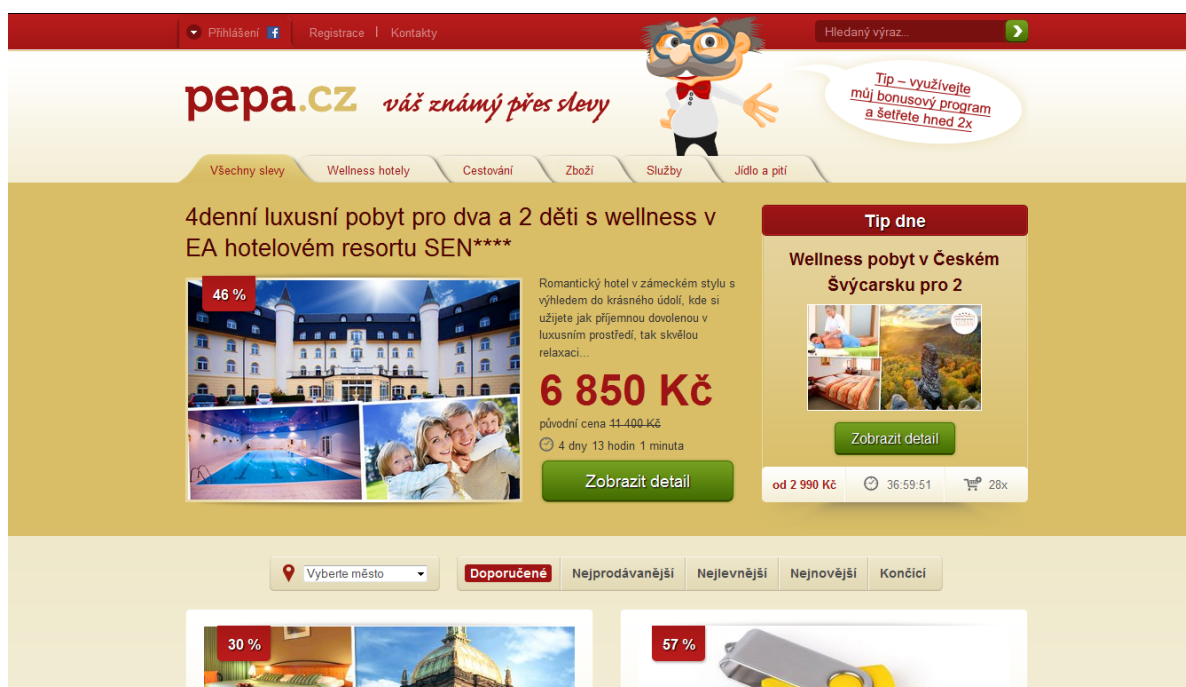 Přihlášení
Registrace | Kontakty
Hledaný výraz...
pepa.cz
váš známý přes slevy
Tip – využívejte
můj bonusový program
a šetřete hned 2x
Všechny slevy
Wellness hotely
Cestování
Zboží
Služby
Jídlo a pití
4denní luxusní pobyt pro dva a 2 děti s wellness v
EA hotelovém resortu SEN****
46 %
Romantický hotel v zámeckém stylu s
výhledem do krásného údolí, kde si
užijete jak příjemnou dovolenou v
luxusním prostředí, tak skvělou
relaxaci...
6 850 Kč
původní cena 11 400 Kč
4 dny 13 hodin 1 minuta
Zobrazit detail
Tip dne
Wellness pobyt v Českém
Švýcarsku pro 2
Zobrazit detail
od 2 990 Kč
36:59:51
28x
Vyberte město
Doporučené
Nejprodávanější
Nejlevnější
Nejnovější
Končící
30 %
57 %